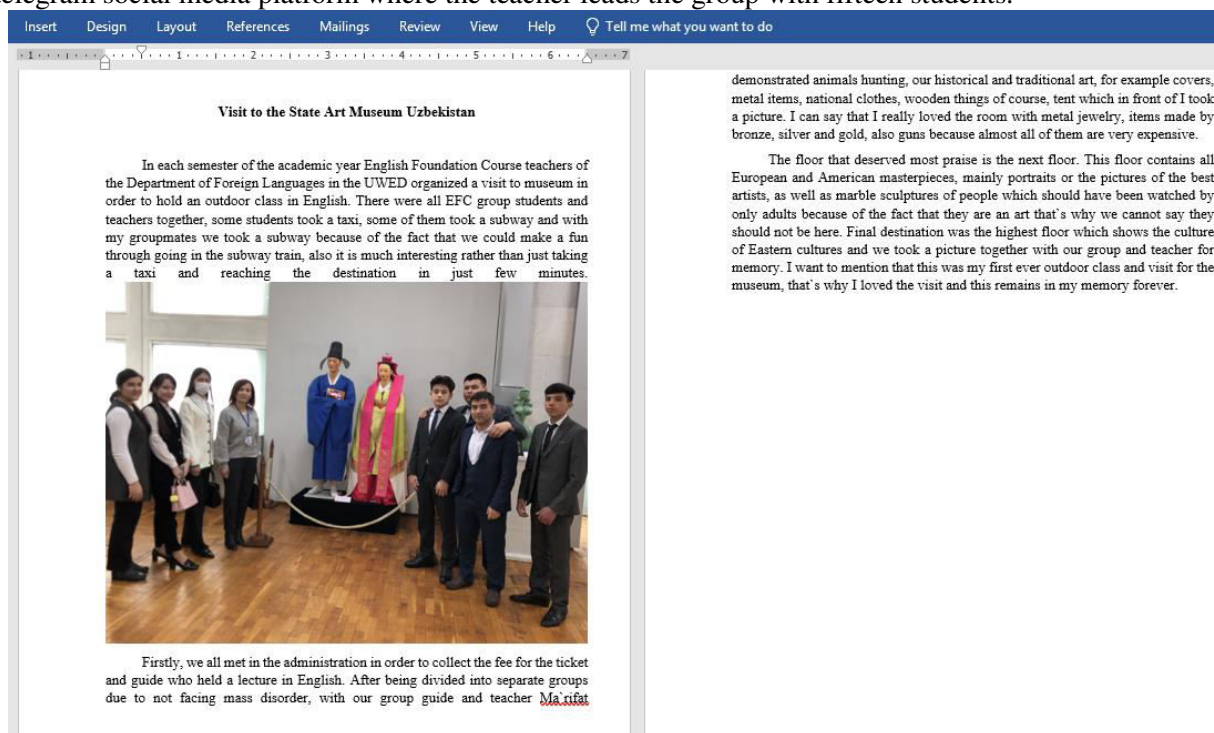 elegram social media platform where the teacher leads the group with fifteen students.
Insert Design Layout References Mailings Review View Help Tell me what you want to do
1 1 2 3 4 5 6 7
Visit to the State Art Museum Uzbekistan
In each semester of the academic year English Foundation Course teachers of
the Department of Foreign Languages in the UWED organized a visit to museum in
order to hold an outdoor class in English. There were all EFC group students and
teachers together, some students took a taxi, some of them took a subway and with
my groupmates we took a subway because of the fact that we could make a fun
through going in the subway train, also it is much interesting rather than just taking
a taxi and reaching the destination in just few minutes.
Firstly, we all met in the administration in order to collect the fee for the ticket
and guide who held a lecture in English. After being divided into separate groups
due to not facing mass disorder, with our group guide and teacher Ma`rifat
demonstrated animals hunting, our historical and traditional art, for example covers,
metal items, national clothes, wooden things of course, tent which in front of I took
a picture. I can say that I really loved the room with metal jewelry, items made by
bronze, silver and gold, also guns because almost all of them are very expensive.
The floor that deserved most praise is the next floor. This floor contains all
European and American masterpieces, mainly portraits or the pictures of the best
artists, as well as marble sculptures of people which should have been watched by
only adults because of the fact that they are an art that`s why we cannot say they
should not be here. Final destination was the highest floor which shows the culture
of Eastern cultures and we took a picture together with our group and teacher for
memory. I want to mention that this was my first ever outdoor class and visit for the
museum, that`s why I loved the visit and this remains in my memory forever.